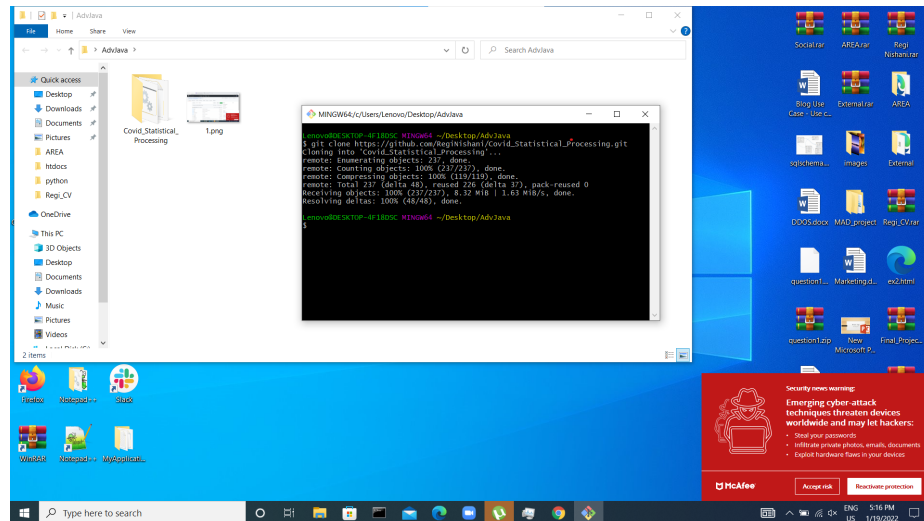 AdvJava
File Home Share View
AdvJava
Search AdvJava
Quick access
Desktop
Downloads
Documents
Pictures
AREA
htdocs
python
Regi_CV
OneDrive
This PC
3D Objects
Desktop
Documents
Downloads
Music
Pictures
Videos
2 items
Covid_Statistical_
Processing
1.png
MINGW64:/c/Users/Lenovo/Desktop/AdvJava
Lenovo@DESKTOP-4F18DSC MINGW64 ~/Desktop/AdvJava
$ git clone https://github.com/RegiNishani/Covid_Statistical_Processing.git
Cloning into 'Covid_Statistical_Processing'...
remote: Enumerating objects: 237, done.
remote: Counting objects: 100% (237/237), done.
remote: Compressing objects: 100% (119/119), done.
remote: Total 237 (delta 48), reused 226 (delta 37), pack-reused 0
Receiving objects: 100% (237/237), 8.32 MiB | 1.63 MiB/s, done.
Resolving deltas: 100% (48/48), done.
Lenovo@DESKTOP-4F18DSC MINGW64 ~/Desktop/AdvJava
$
Social.rar AREA.rar Regi
Nishani.rar
Blog Use
Case - Use c...
External.rar AREA
sqlschema.... images External
DDOS.docx MAD_project Regi_CV.rar
question1.... Marketing.d... ex2.html
question1.zip New
Microsoft P...
Final_Projec...
Firefox Notepad++ Slack
WinRAR Notepad++ MyApplicati...
Security news warning:
Emerging cyber-attack
techniques threaten devices
worldwide and may let hackers:
• Steal your passwords
• Infiltrate private photos, emails, documents
• Exploit hardware flaws in your devices
McAfee
Accept risk
Reactivate protection
Type here to search
ENG
US
5:16 PM
1/19/2022